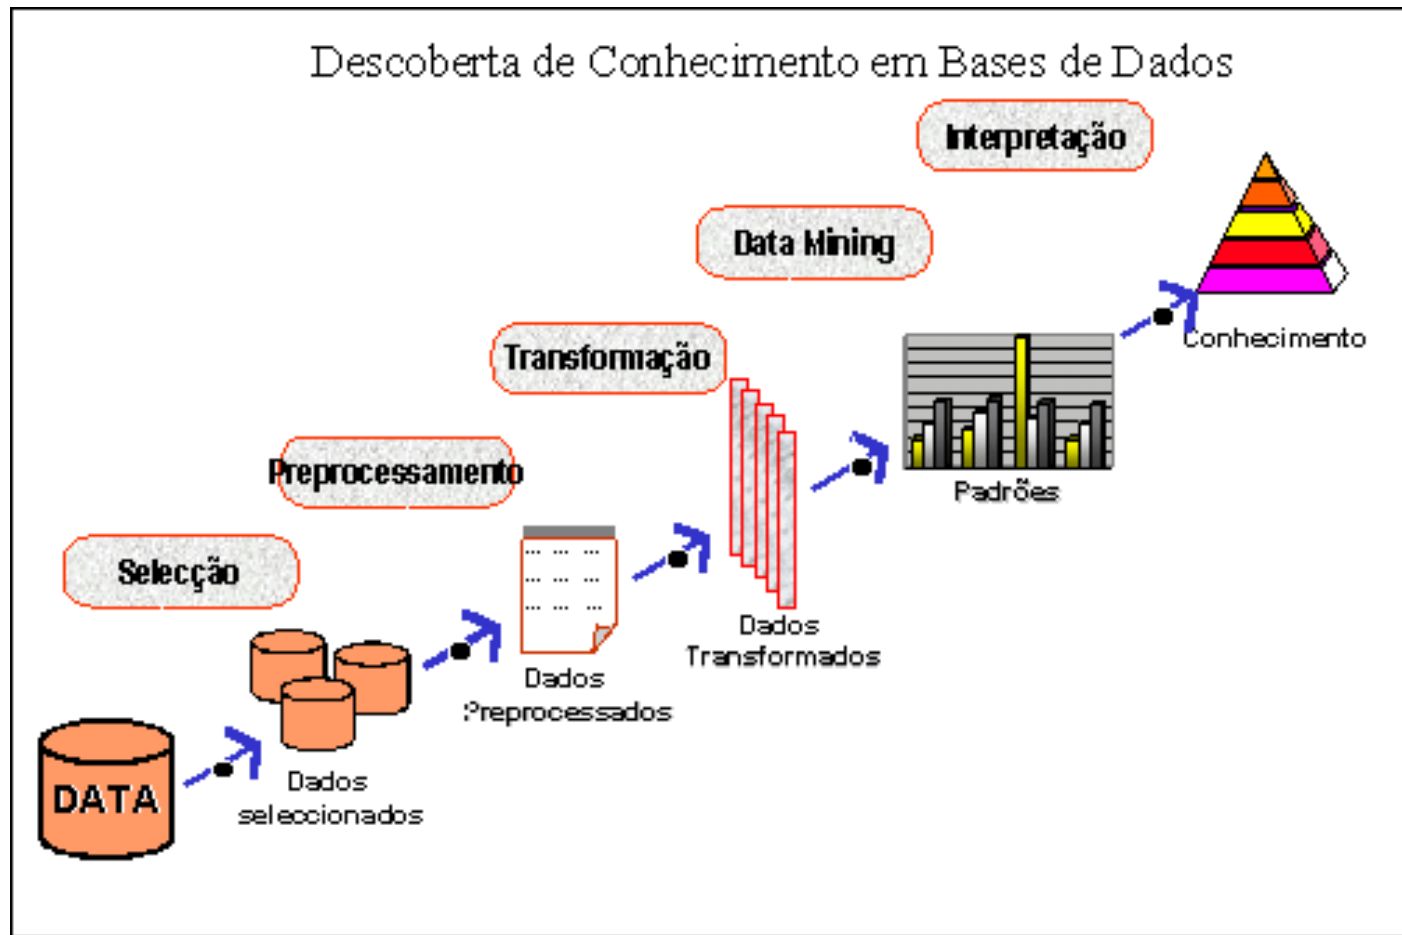 Descoberta de Conhecimento em Bases de Dados
Interpretação
Data Mining
Transformação
Preprocessamento
Selecção
DATA
Dados
seleccionados
Dados
Preprocessados
Dados
Transformados
Padrões
Conhecimento